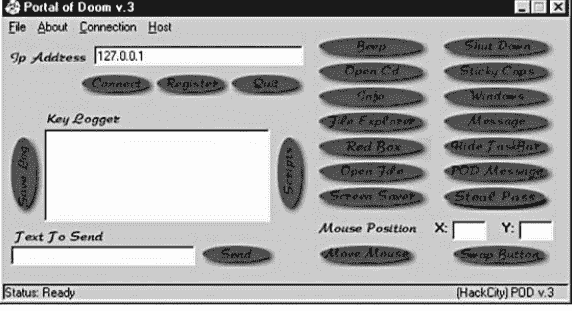 Portal of Doom v.3
File About Connection Host
Ip Address 127.0.0.1
Connect Register Quit
Key Logger
Save Log
Scripts
Text To Send
Send
Beep Shut Down
Open Cd Sticky Caps
Info Windows
File Explorer Message
Red Box Hide TaskBar
Open File POD Message
Screen Saver Steal Pass
Mouse Position X: Y:
Move Mouse Swap Button
Status: Ready (HackCity) POD v.3